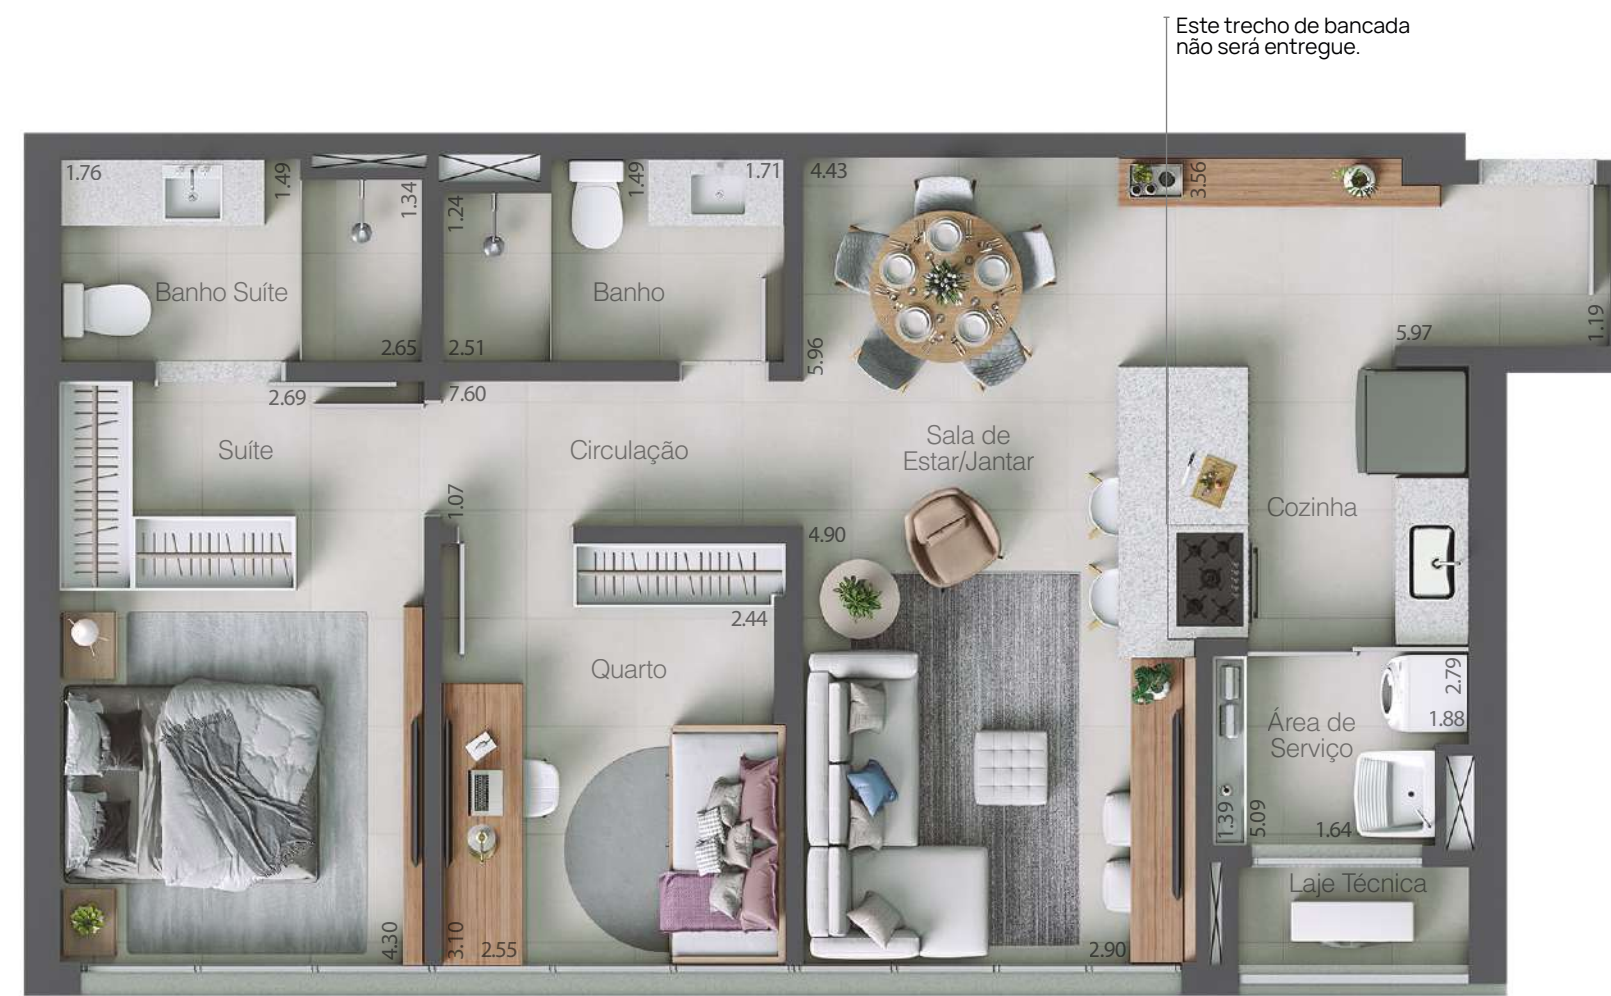 Este trecho de bancada
não será entregue.
1.76
1.49
1.34
1.24
1.49
1.71
4.43
3.56
Banho Suíte
Banho
2.65
2.51
5.96
5.97
1.19
2.69
7.60
Suíte
Circulação
Sala de
Estar/Jantar
1.07
4.90
Cozinha
2.44
Quarto
2.79
1.88
Área de
Serviço
1.39
5.09
1.64
Laje Técnica
4.30
3.10
2.55
2.90